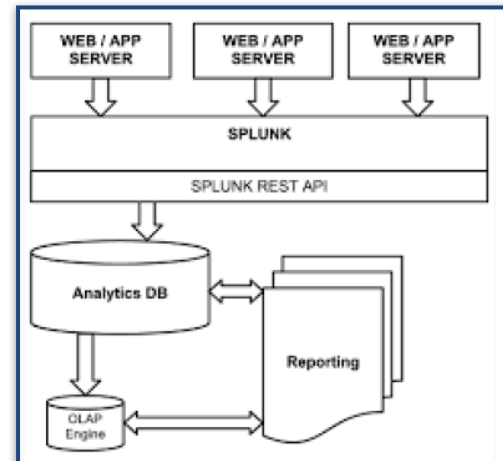 WEB / APP
SERVER
WEB / APP
SERVER
WEB / APP
SERVER
SPLUNK
SPLUNK REST API
Analytics DB
Reporting
OLAP
Engine